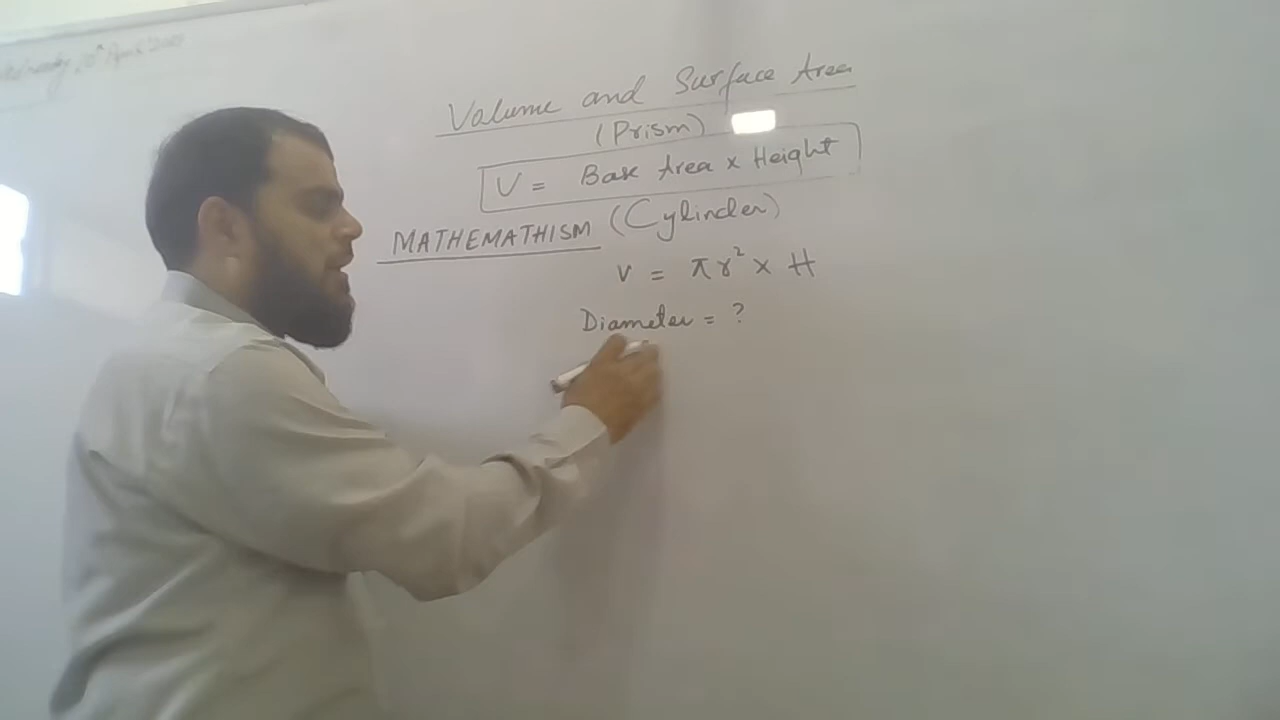 Volume and Surface Area
(Prism)
V = Base Area x Height
MATHEMATHISM (Cylinder)
V = πr² x H
Diameter = ?